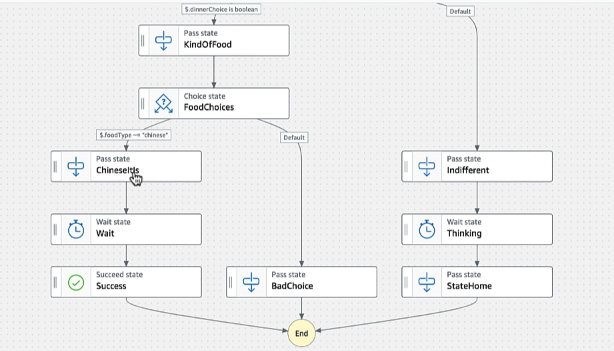 $.dinnerChoice is boolean
Default
Pass state
KindOfFood
Choice state
FoodChoices
$.foodType == "chinese"
Default
Pass state
ChineseItIs
Pass state
Indifferent
Wait state
Wait
Wait state
Thinking
Succeed state
Success
Pass state
BadChoice
Pass state
StateHome
End